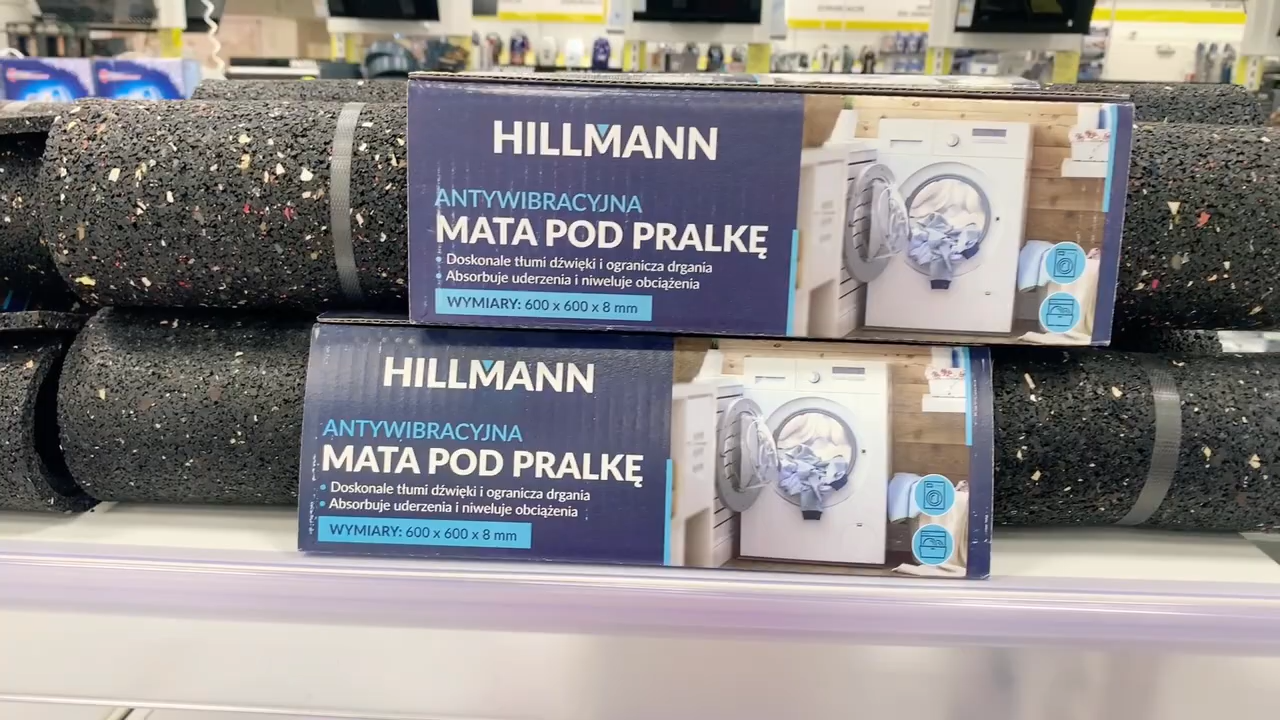 HILLMANN
ANTYWIBRACYJNA
MATA POD PRALKĘ
Doskonale tłumi dźwięki i ogranicza drgania
Absorbuje uderzenia i niweluje obciążenia
WYMIARY: 600 x 600 x 8 mm
HILLMANN
ANTYWIBRACYJNA
MATA POD PRALKĘ
Doskonale tłumi dźwięki i ogranicza drgania
Absorbuje uderzenia i niweluje obciążenia
WYMIARY: 600 x 600 x 8 mm